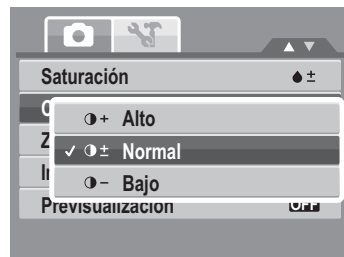 Saturación
Alto
Normal
Bajo
Previsualización
OFF